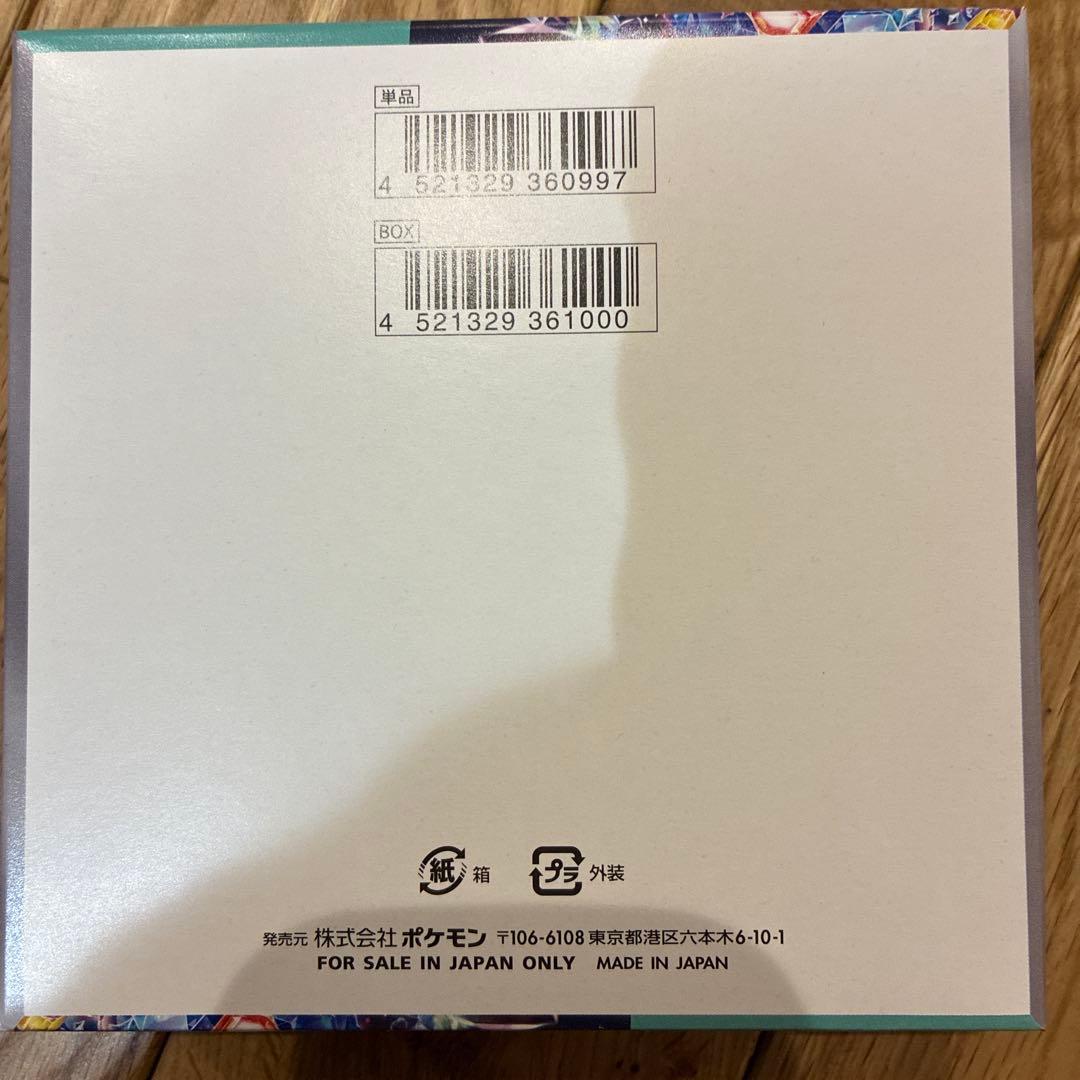 単品
4 521329 360997
BOX
4 521329 361000
紙 箱 プラ 外装
発売元 株式会社 ポケモン 〒106-6108 東京都港区六本木6-10-1
FOR SALE IN JAPAN ONLY MADE IN JAPAN